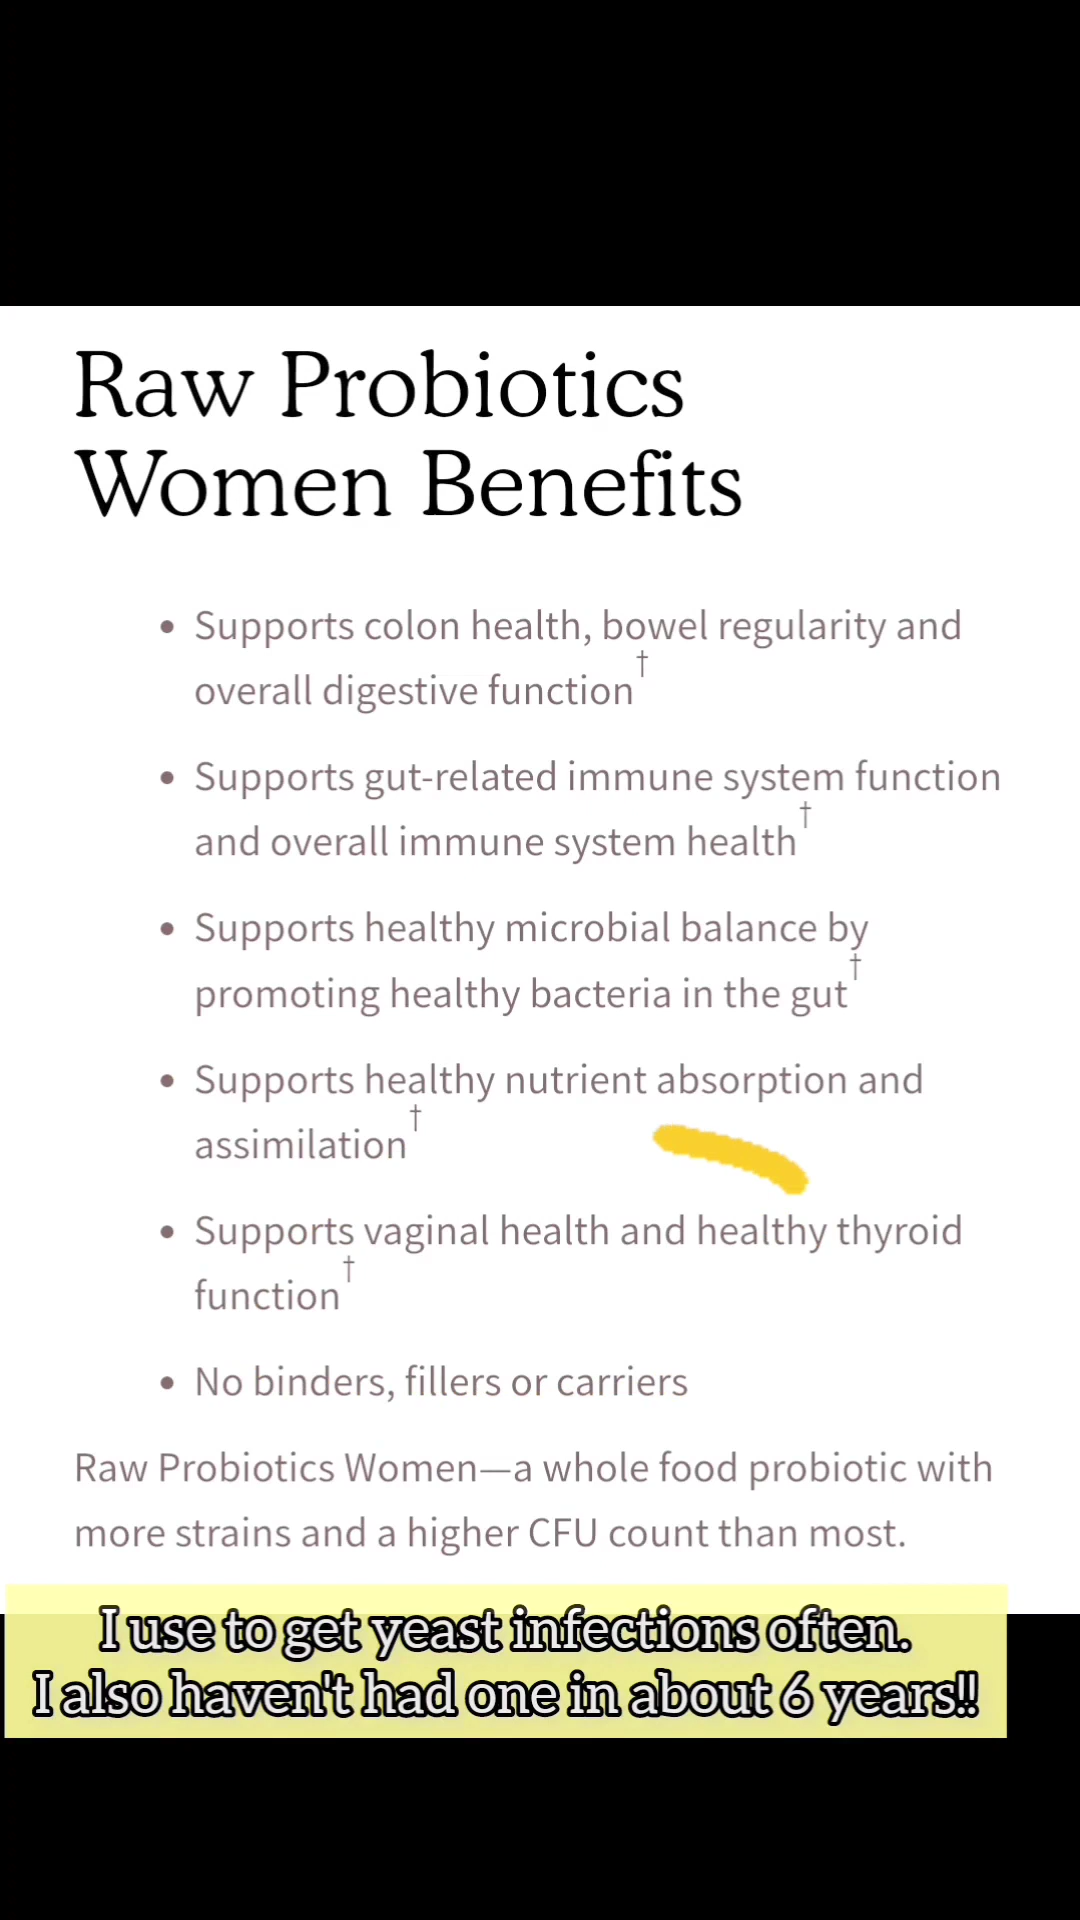 Raw Probiotics
Women Benefits
• Supports colon health, bowel regularity and
overall digestive function†
• Supports gut-related immune system function
and overall immune system health†
• Supports healthy microbial balance by
promoting healthy bacteria in the gut†
• Supports healthy nutrient absorption and
assimilation†
• Supports vaginal health and healthy thyroid
function†
• No binders, fillers or carriers
Raw Probiotics Women—a whole food probiotic with
more strains and a higher CFU count than most.
I use to get yeast infections often.
I also haven't had one in about 6 years!!